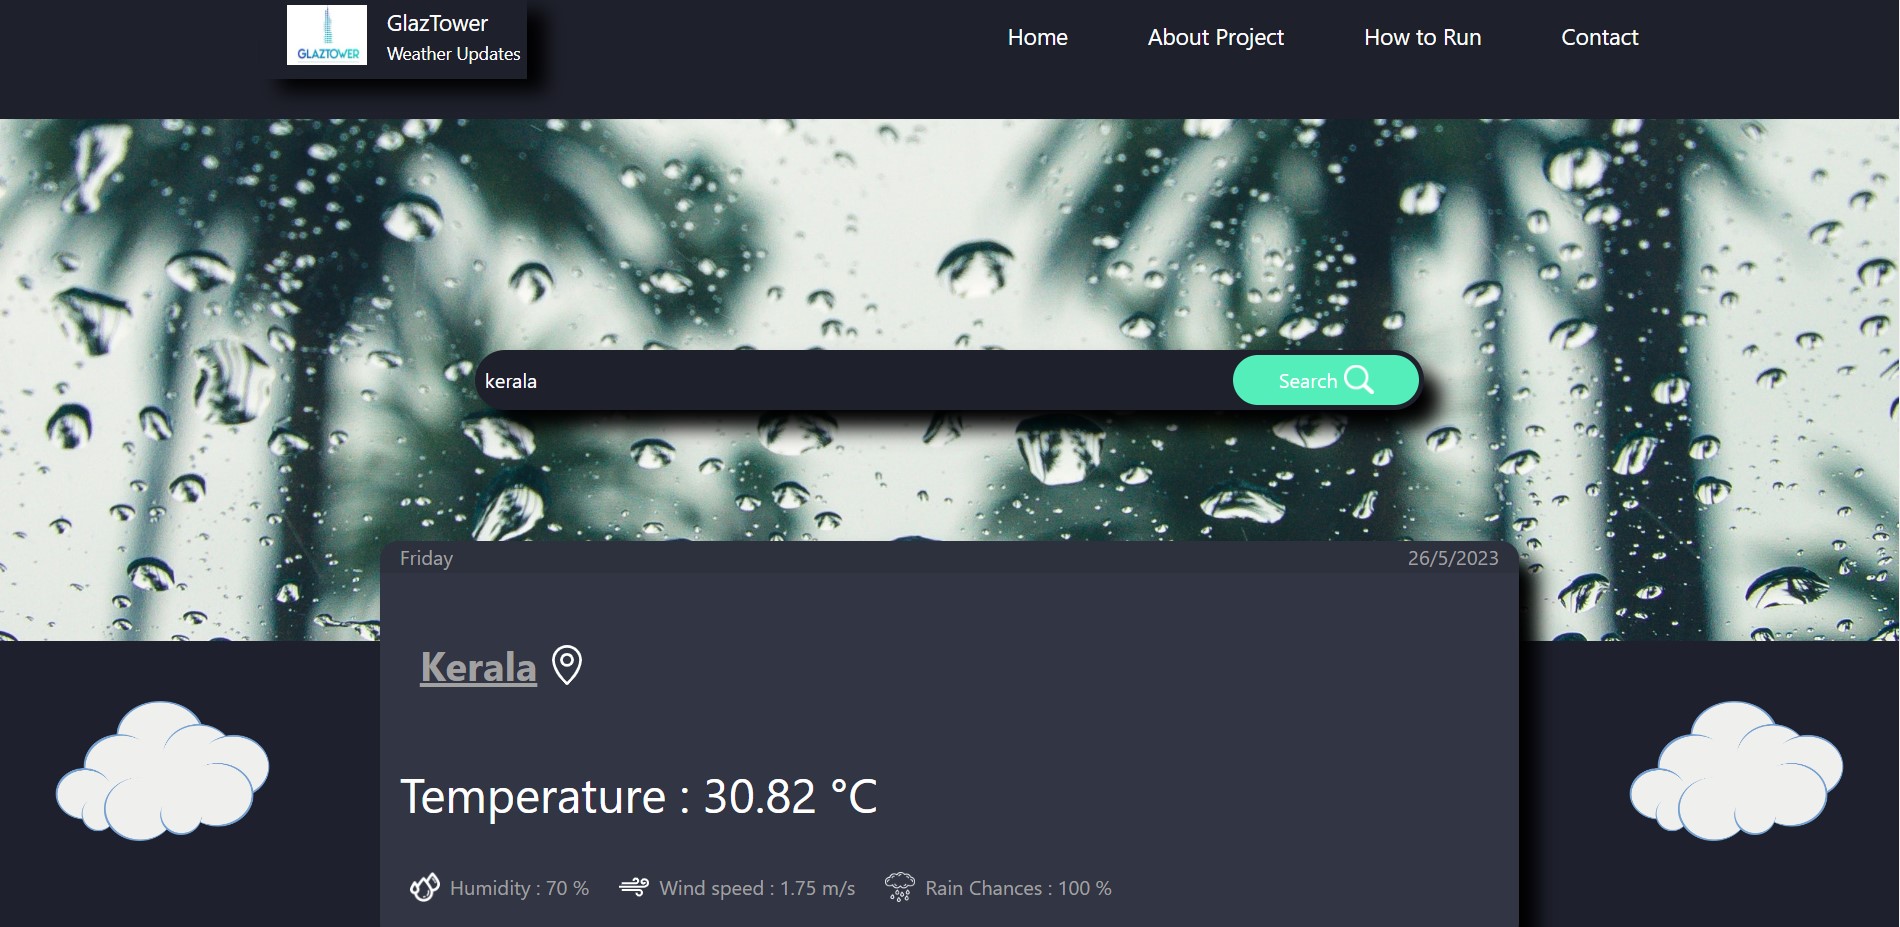 GLAZTOWER
GlazTower
Weather Updates
Home
About Project
How to Run
Contact
kerala
Search
Friday
26/5/2023
Kerala
Temperature : 30.82 °C
Humidity : 70 %
Wind speed : 1.75 m/s
Rain Chances : 100 %